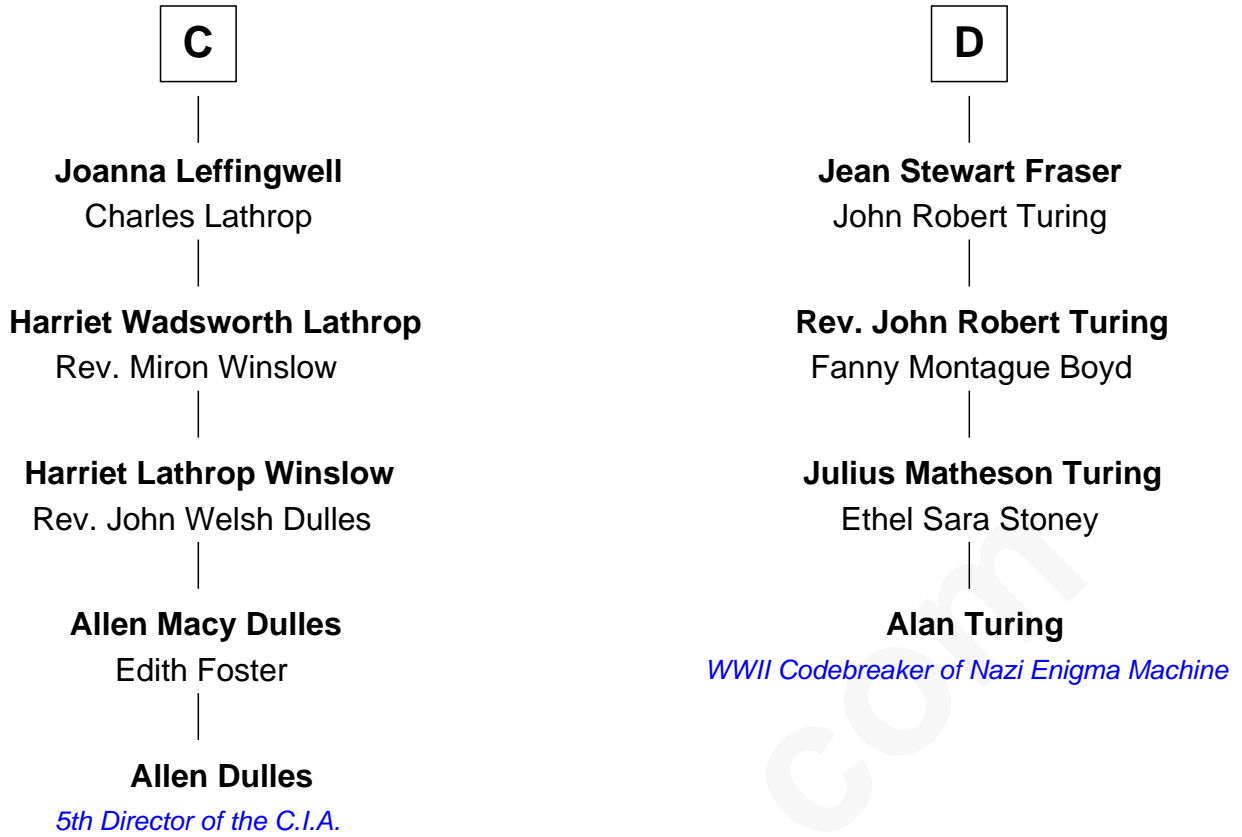 C
Joanna Leffingwell
Charles Lathrop
Harriet Wadsworth Lathrop
Rev. Miron Winslow
Harriet Lathrop Winslow
Rev. John Welsh Dulles
Allen Macy Dulles
Edith Foster
Allen Dulles
5th Director of the C.I.A.
D
Jean Stewart Fraser
John Robert Turing
Rev. John Robert Turing
Fanny Montague Boyd
Julius Matheson Turing
Ethel Sara Stoney
Alan Turing
WWII Codebreaker of Nazi Enigma Machine
com